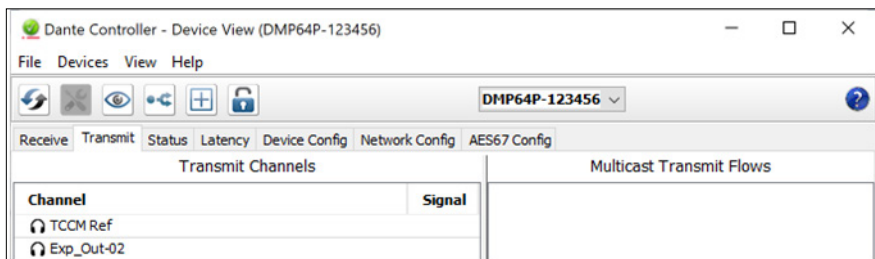 Dante Controller - Device View (DMP64P-123456)
File Devices View Help
DMP64P-123456
?
Receive Transmit Status Latency Device Config Network Config AES67 Config
Transmit Channels Multicast Transmit Flows
Channel Signal
TCCM Ref
Exp_Out-02